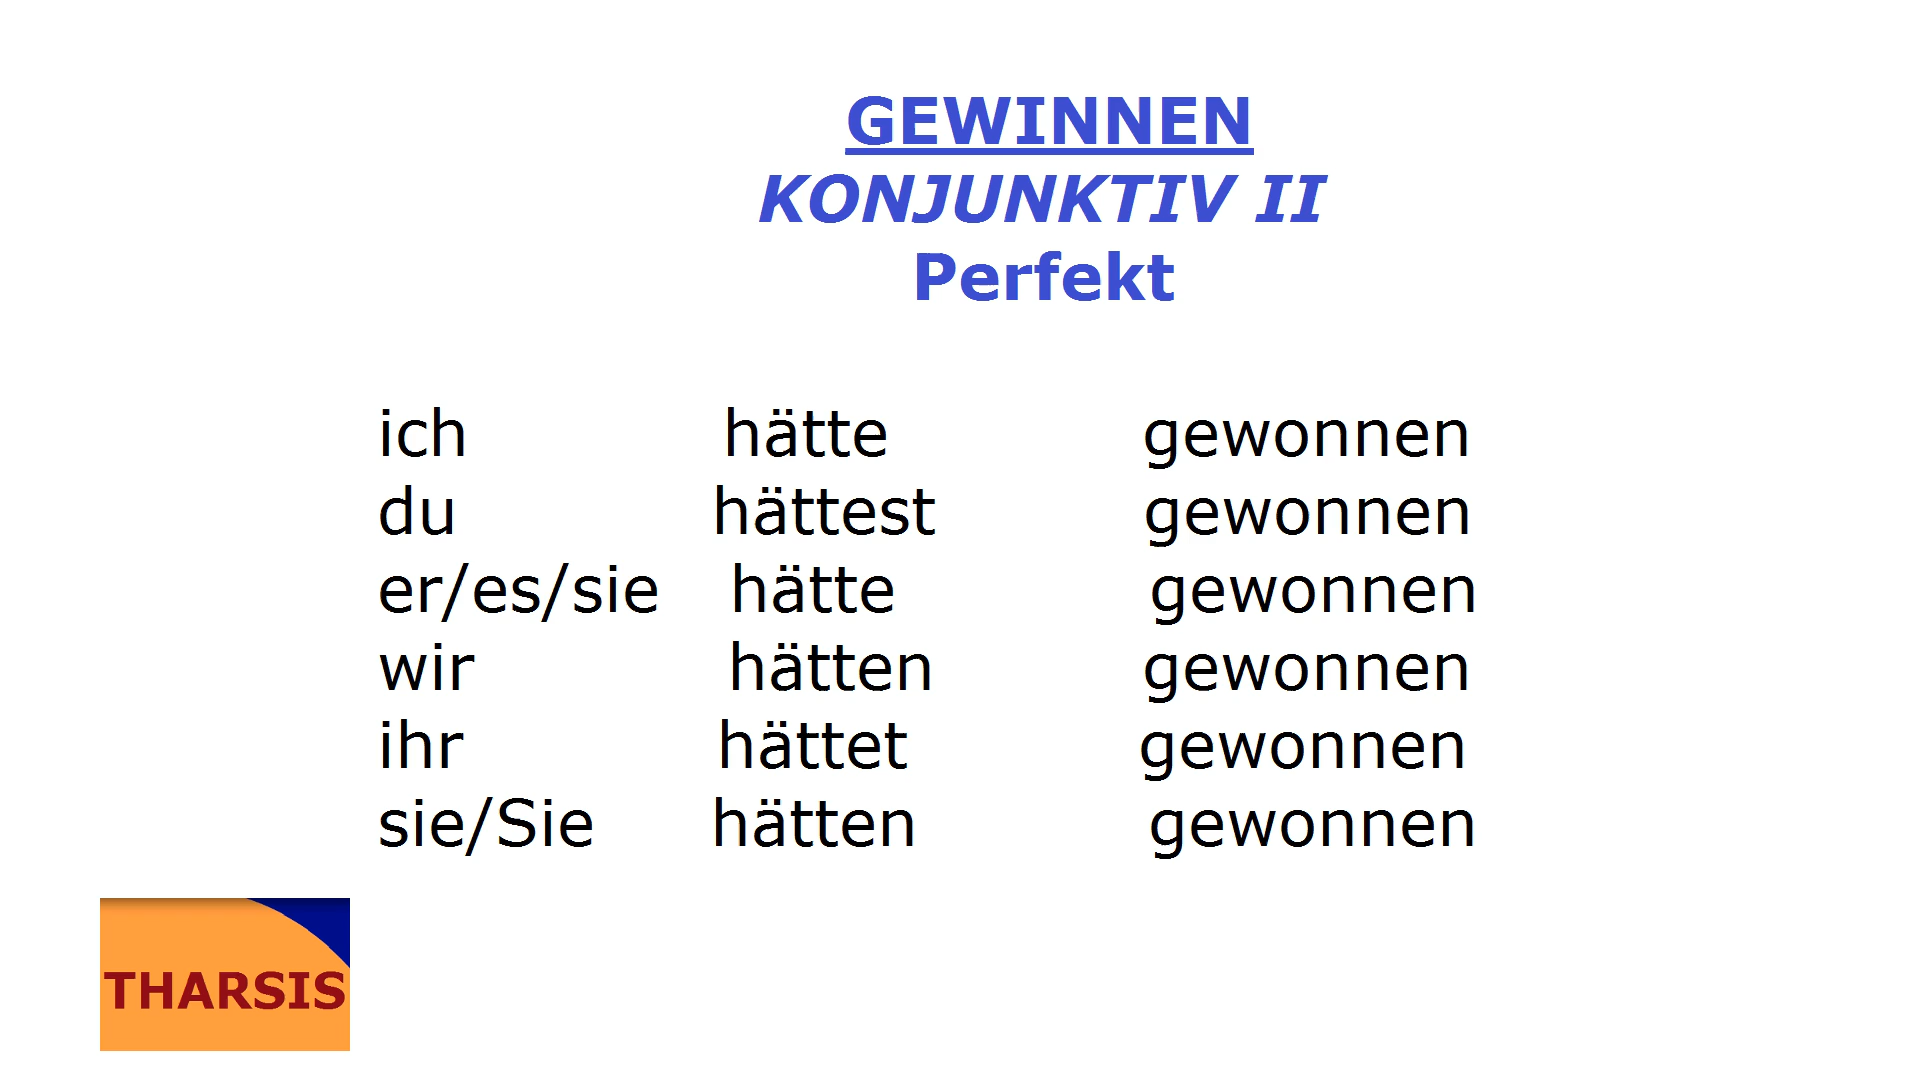 GEWINNEN
KONJUNKTIV II
Perfekt
ich hätte gewonnen
du hättest gewonnen
er/es/sie hätte gewonnen
wir hätten gewonnen
ihr hättet gewonnen
sie/Sie hätten gewonnen
THARSIS